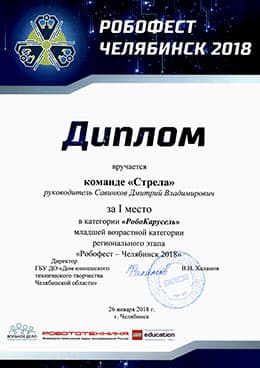 РОБОФЕСТ
ЧЕЛЯБИНСК 2018
Диплом
вручается
команде «Стрела»
руководитель Савинков Дмитрий Владимирович
за I место
в категории «РобоКарусель»
младшей возрастной категории
регионального этапа
«Робофест – Челябинск 2018»
Директор
ГБУ ДО «Дом юношеского
технического творчества
Челябинской области»
В.Н. Халамов
26 января 2018 г.
г. Челябинск
ВОЛЬНОЕ ДЕЛО
РОБОТОТЕХНИКА
education